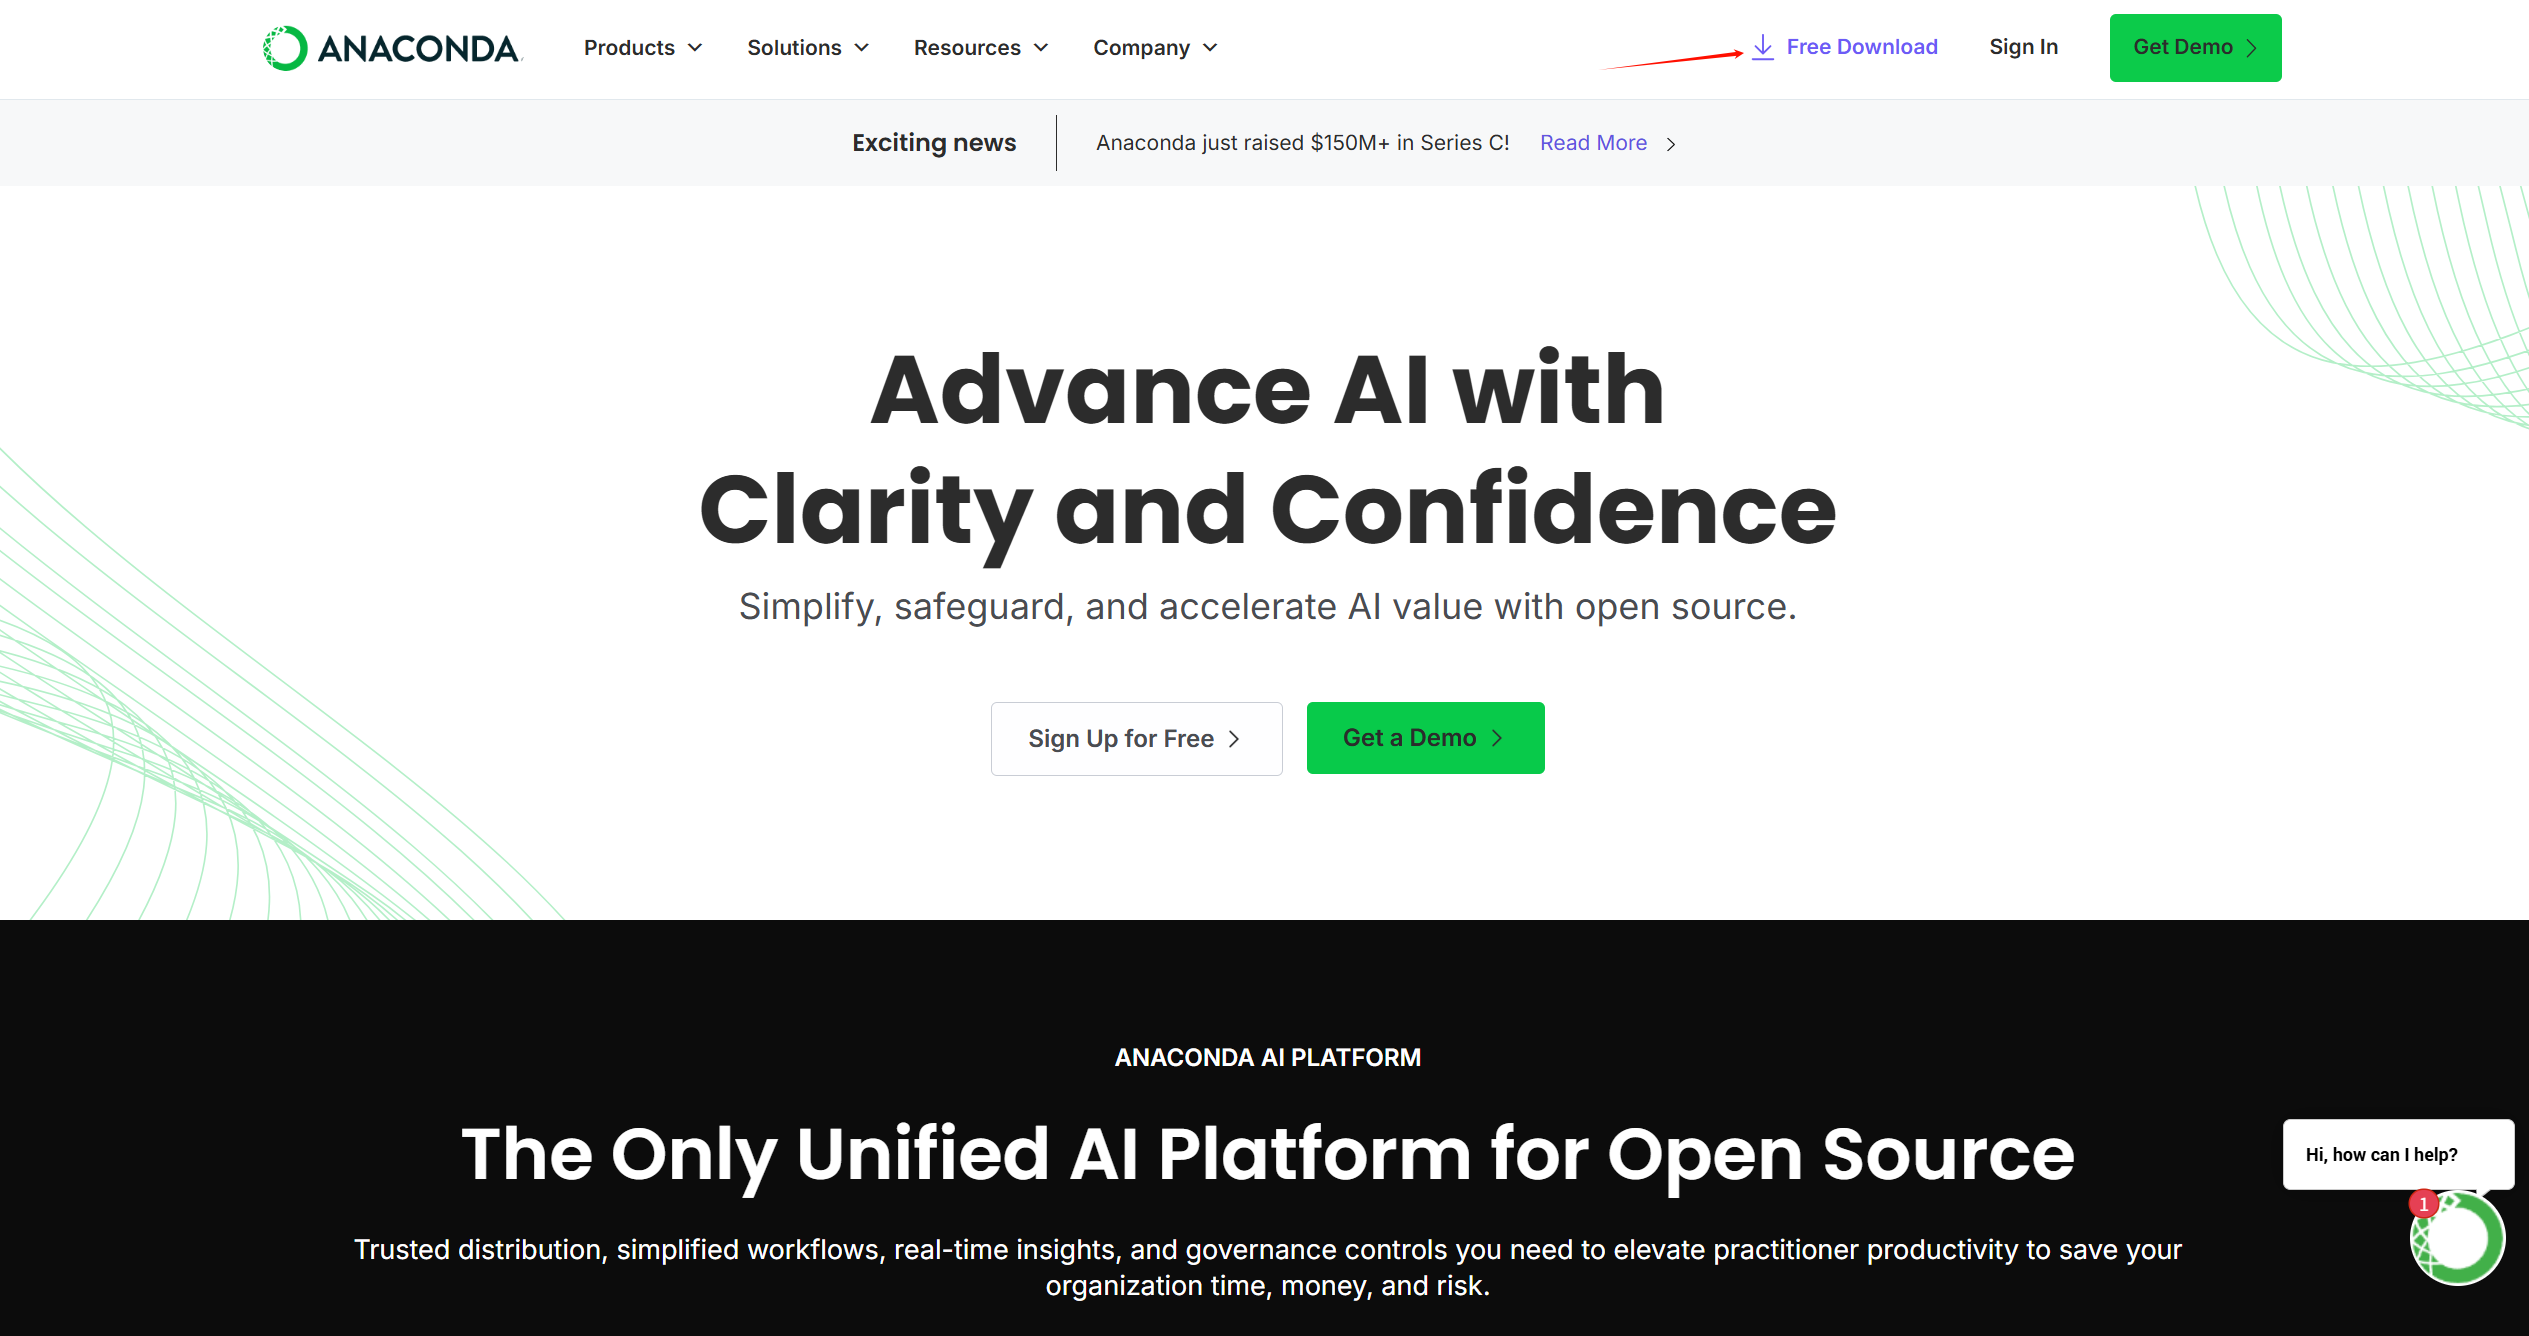 ANACONDA.
Products Solutions Resources Company Free Download Sign In Get Demo
Exciting news Anaconda just raised $150M+ in Series C! Read More
Advance AI with
Clarity and Confidence
Simplify, safeguard, and accelerate AI value with open source.
Sign Up for Free Get a Demo
ANACONDA AI PLATFORM
The Only Unified AI Platform for Open Source
Trusted distribution, simplified workflows, real-time insights, and governance controls you need to elevate practitioner productivity to save your
organization time, money, and risk.
Hi, how can I help?
1